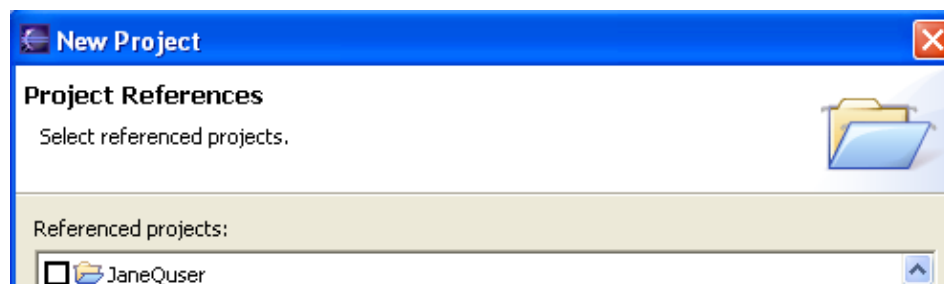 New Project
Project References
Select referenced projects.
Referenced projects:
JaneQuser